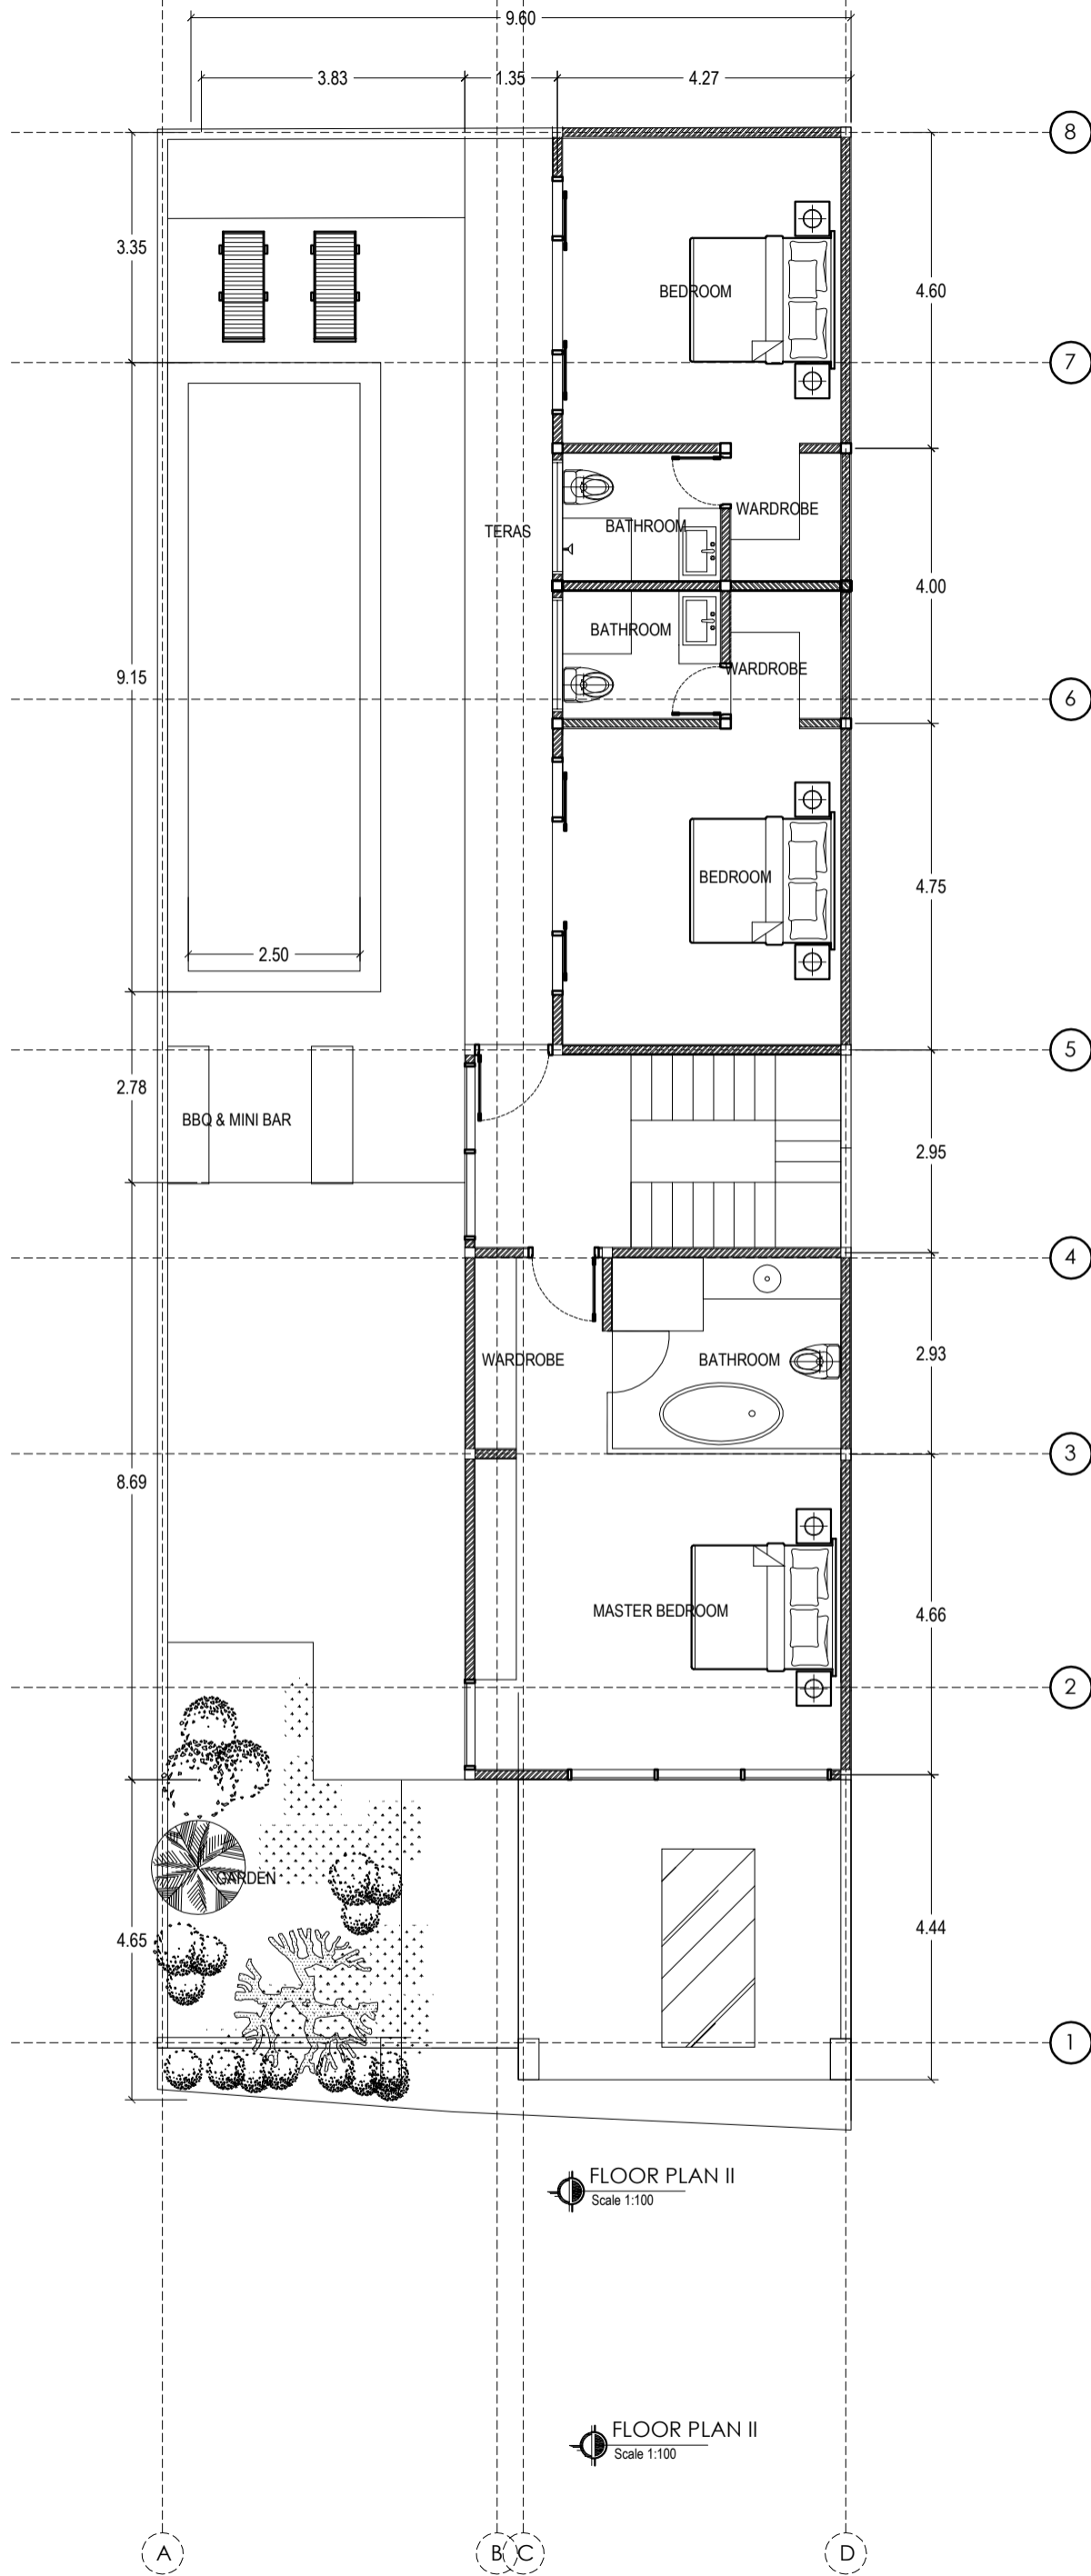 9.60
3.83
1.35
4.27
8
3.35
BEDROOM
4.60
7
WARDROBE
TERAS
BATHROOM
4.00
BATHROOM
WARDROBE
9.15
6
BEDROOM
4.75
2.50
5
2.78
BBQ & MINI BAR
2.95
4
WARDROBE
BATHROOM
2.93
3
8.69
MASTER BEDROOM
4.66
2
GARDEN
4.65
4.44
1
FLOOR PLAN II
Scale 1:100
FLOOR PLAN II
Scale 1:100
A
B
C
D